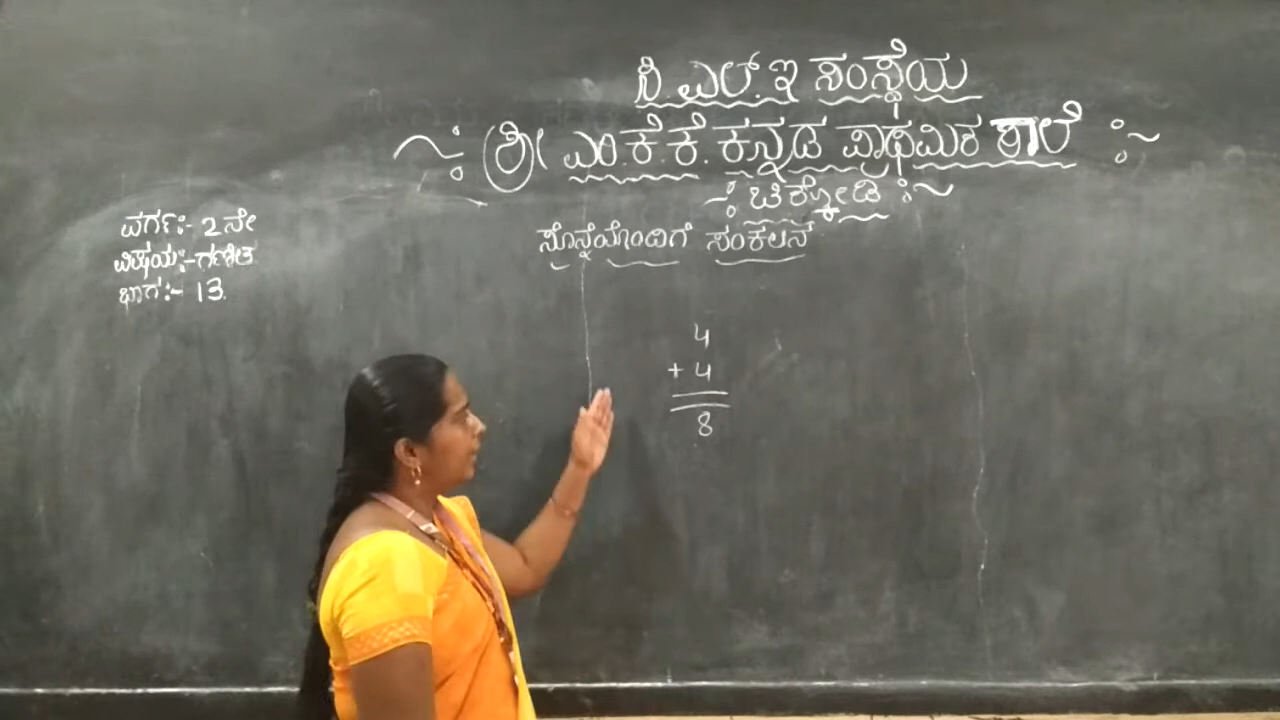 ಸಿ.ಎಲ್.ಇ ಸಂಸ್ಥೆಯ
ಶ್ರೀ ಎಂ.ಕೆ.ಕೆ. ಕನ್ನಡ ಪ್ರಾಥಮಿಕ ಶಾಲೆ
ಚಿಕ್ಕೋಡಿ
ವರ್ಗ:- 2ನೇ
ವಿಷಯ:- ಗಣಿತ
ಭಾಗ:- 13.
ಸೊನ್ನೆಯೊಂದಿಗೆ ಸಂಕಲನ
4
+ 4
8